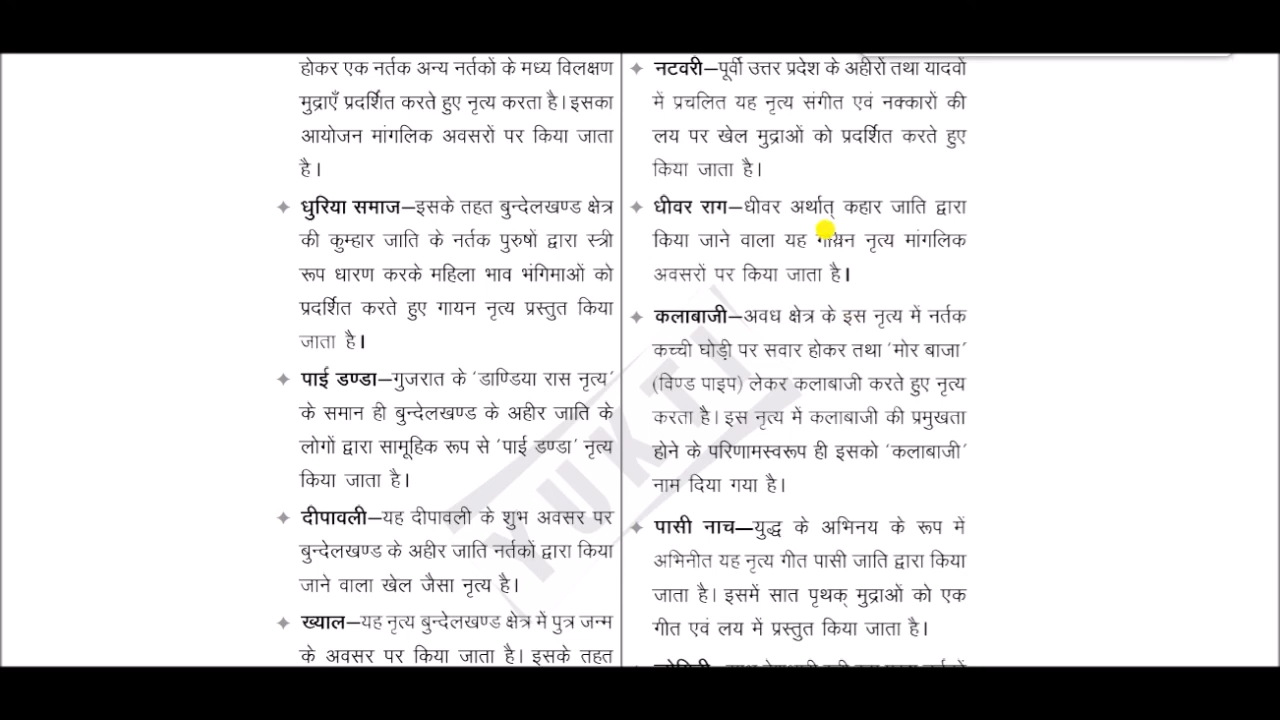 होकर एक नर्तक अन्य नर्तकों के मध्य विलक्षण
मुद्राएँ प्रदर्शित करते हुए नृत्य करता है। इसका
आयोजन मांगलिक अवसरों पर किया जाता
है।
धुरिया समाज—इसके तहत बुन्देलखण्ड क्षेत्र
की कुम्हार जाति के नर्तक पुरुषों द्वारा स्त्री
रूप धारण करके महिला भाव भंगिमाओं को
प्रदर्शित करते हुए गायन नृत्य प्रस्तुत किया
जाता है।
पाई डण्डा—गुजरात के ‘डाण्डिया रास नृत्य’
के समान ही बुन्देलखण्ड के अहीर जाति के
लोगों द्वारा सामूहिक रूप से ‘पाई डण्डा’ नृत्य
किया जाता है।
दीपावली—यह दीपावली के शुभ अवसर पर
बुन्देलखण्ड के अहीर जाति नर्तकों द्वारा किया
जाने वाला खेल जैसा नृत्य है।
ख्याल—यह नृत्य बुन्देलखण्ड क्षेत्र में पुत्र जन्म
के अवसर पर किया जाता है। इसके तहत
नटवरी—पूर्वी उत्तर प्रदेश के अहीरों तथा यादवों
में प्रचलित यह नृत्य संगीत एवं नक्कारों की
लय पर खेल मुद्राओं को प्रदर्शित करते हुए
किया जाता है।
धीवर राग—धीवर अर्थात् कहार जाति द्वारा
किया जाने वाला यह गायन नृत्य मांगलिक
अवसरों पर किया जाता है।
कलाबाजी—अवध क्षेत्र के इस नृत्य में नर्तक
कच्ची घोड़ी पर सवार होकर तथा ‘मोर बाजा’
(विण्ड पाइप) लेकर कलाबाजी करते हुए नृत्य
करता है। इस नृत्य में कलाबाजी की प्रमुखता
होने के परिणामस्वरूप ही इसको ‘कलाबाजी’
नाम दिया गया है।
पासी नाच—युद्ध के अभिनय के रूप में
अभिनीत यह नृत्य गीत पासी जाति द्वारा किया
जाता है। इसमें सात पृथक् मुद्राओं को एक
गीत एवं लय में प्रस्तुत किया जाता है।
YUKTI